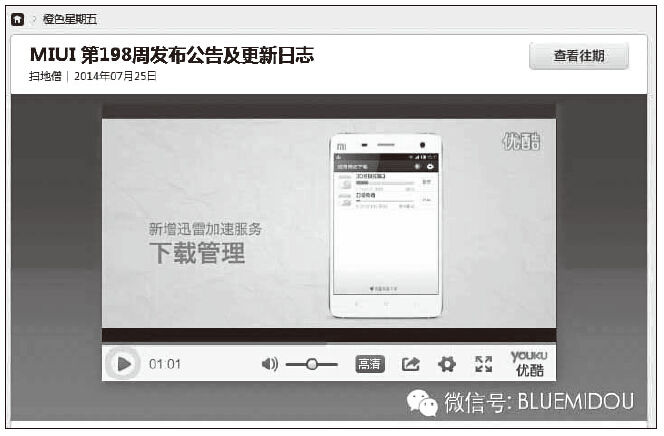 橙色星期五
MIUI 第198周发布公告及更新日志
查看往期
扫地僧 | 2014年07月25日
优酷
mi
新增迅雷加速服务
下载管理
01:01
高清
YOUKU
优酷
微信号: BLUEMIDOU